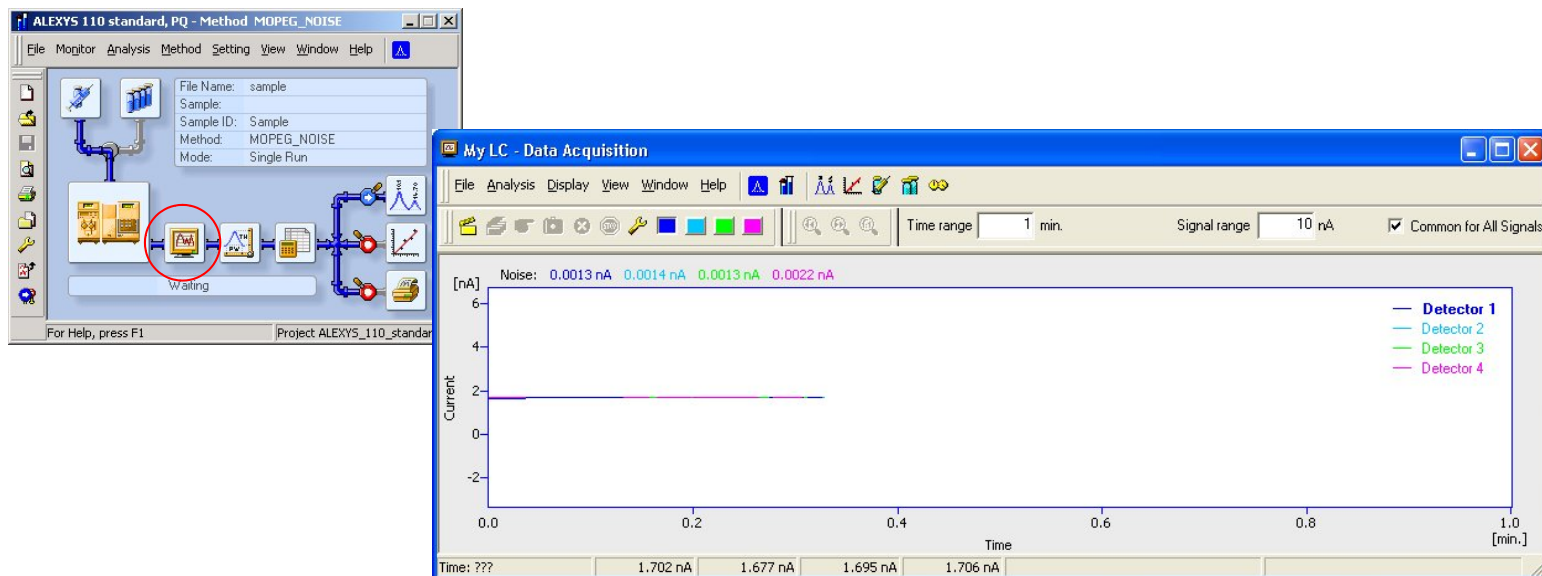 ALEXYS 110 standard, PQ - Method MOPEG_NOISE
File Monitor Analysis Method Setting View Window Help
File Name: sample
Sample:
Sample ID: Sample
Method: MOPEG_NOISE
Mode: Single Run
Waiting
For Help, press F1 Project ALEXYS_110_standar
My LC - Data Acquisition
File Analysis Display View Window Help
Time range 1 min. Signal range 10 nA Common for All Signals
[nA] Noise: 0.0013 nA 0.0014 nA 0.0013 nA 0.0022 nA
6
4
2
0
-2
Current
Detector 1
Detector 2
Detector 3
Detector 4
0.0 0.2 0.4 0.6 0.8 1.0
Time [min.]
Time: ??? 1.702 nA 1.677 nA 1.695 nA 1.706 nA